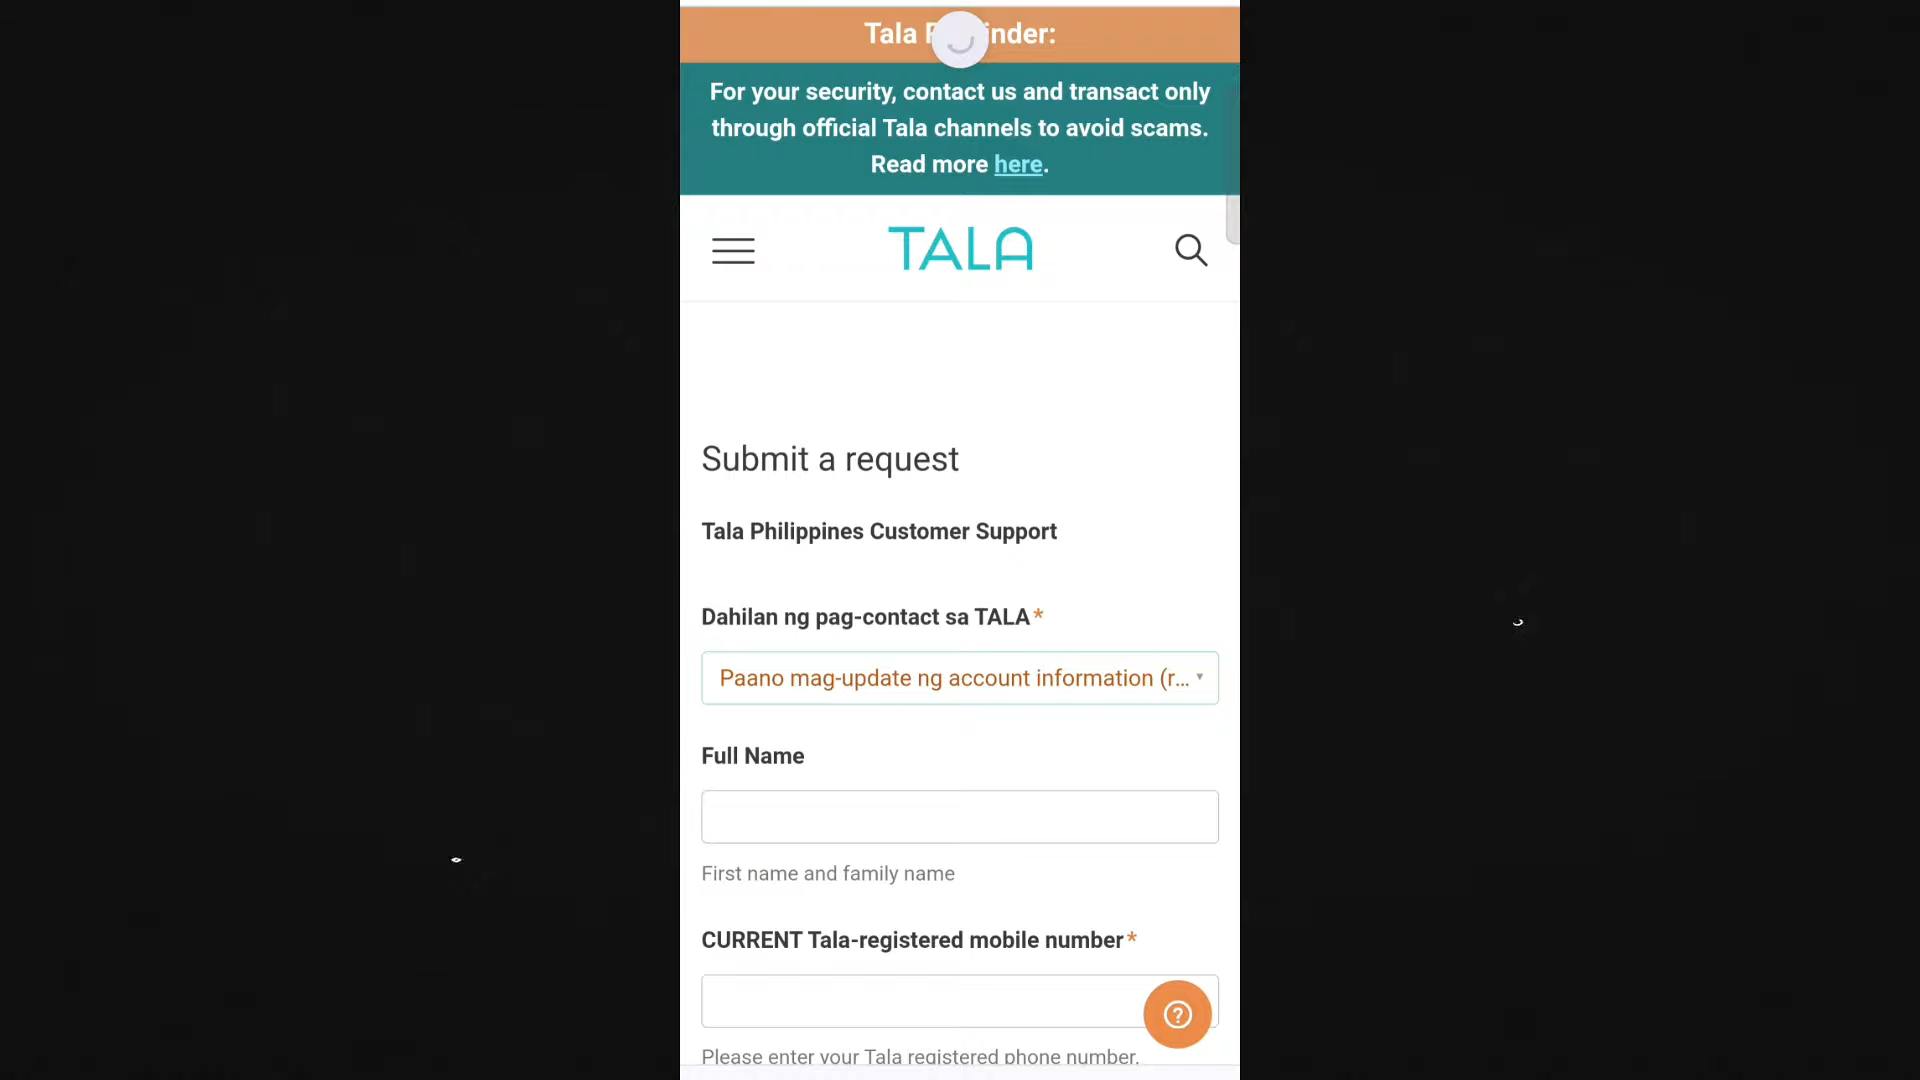 Tala
For your security, contact us and transact only
through official Tala channels to avoid scams.
Read more here.
TALA
Submit a request
Tala Philippines Customer Support
Dahilan ng pag-contact sa TALA*
Paano mag-update ng account information (r...
Full Name
First name and family name
CURRENT Tala-registered mobile number*
Please enter your Tala registered phone number.